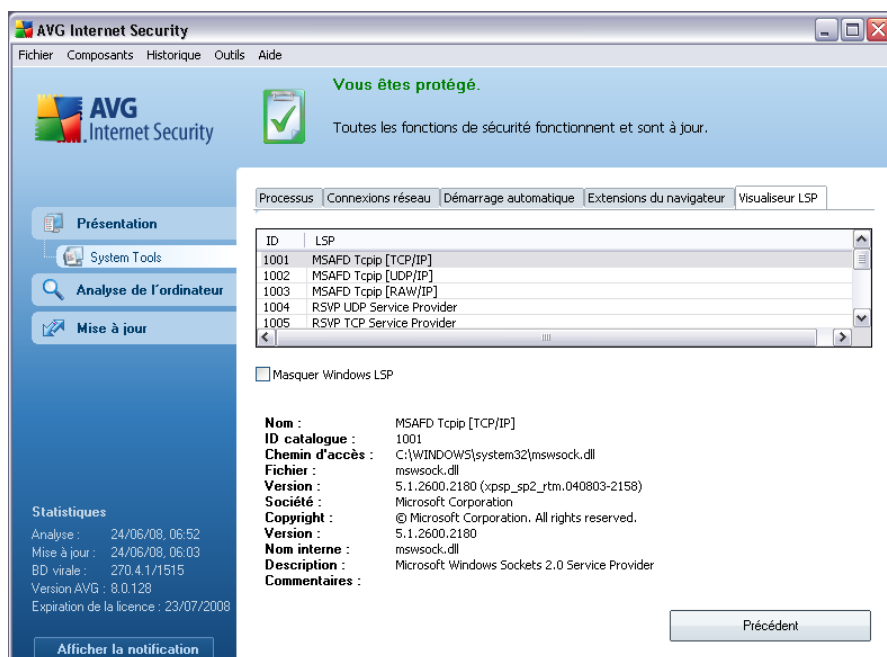 AVG Internet Security
Fichier Composants Historique Outils Aide
AVG
Internet Security
Vous êtes protégé.
Toutes les fonctions de sécurité fonctionnent et sont à jour.
Présentation
System Tools
Analyse de l'ordinateur
Mise à jour
Processus Connexions réseau Démarrage automatique Extensions du navigateur Visualiseur LSP
ID LSP
1001 MSAFD Tcpip [TCP/IP]
1002 MSAFD Tcpip [UDP/IP]
1003 MSAFD Tcpip [RAW/IP]
1004 RSVP UDP Service Provider
1005 RSVP TCP Service Provider
Masquer Windows LSP
Nom : MSAFD Tcpip [TCP/IP]
ID catalogue : 1001
Chemin d'accès : C:\WINDOWS\system32\mswsock.dll
Fichier : mswsock.dll
Version : 5.1.2600.2180 (xpsp_sp2_rtm.040803-2158)
Société : Microsoft Corporation
Copyright : © Microsoft Corporation. All rights reserved.
Version : 5.1.2600.2180
Nom interne : mswsock.dll
Description : Microsoft Windows Sockets 2.0 Service Provider
Commentaires :
Statistiques
Analyse : 24/06/08, 06:52
Mise à jour : 24/06/08, 06:03
BD virale : 270.4.1/1515
Version AVG : 8.0.128
Expiration de la licence : 23/07/2008
Afficher la notification
Précédent